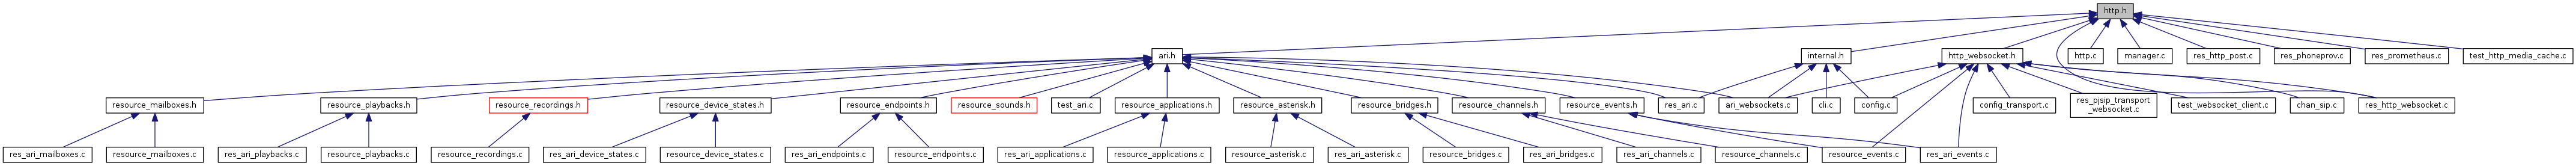 http.h
ari.h
internal.h
http_websocket.h
http.c
manager.c
res_http_post.c
res_phoneprov.c
res_prometheus.c
test_http_media_cache.c
resource_mailboxes.h
resource_playbacks.h
resource_recordings.h
resource_device_states.h
resource_endpoints.h
resource_sounds.h
test_ari.c
resource_applications.h
resource_asterisk.h
resource_bridges.h
resource_channels.h
resource_events.h
res_ari.c
ari_websockets.c
cli.c
config.c
config_transport.c
res_pjsip_transport
_websocket.c
test_websocket_client.c
chan_sip.c
res_http_websocket.c
res_ari_mailboxes.c
resource_mailboxes.c
res_ari_playbacks.c
resource_playbacks.c
resource_recordings.c
res_ari_device_states.c
resource_device_states.c
res_ari_endpoints.c
resource_endpoints.c
res_ari_applications.c
resource_applications.c
resource_asterisk.c
res_ari_asterisk.c
resource_bridges.c
res_ari_bridges.c
res_ari_channels.c
resource_channels.c
resource_events.c
res_ari_events.c